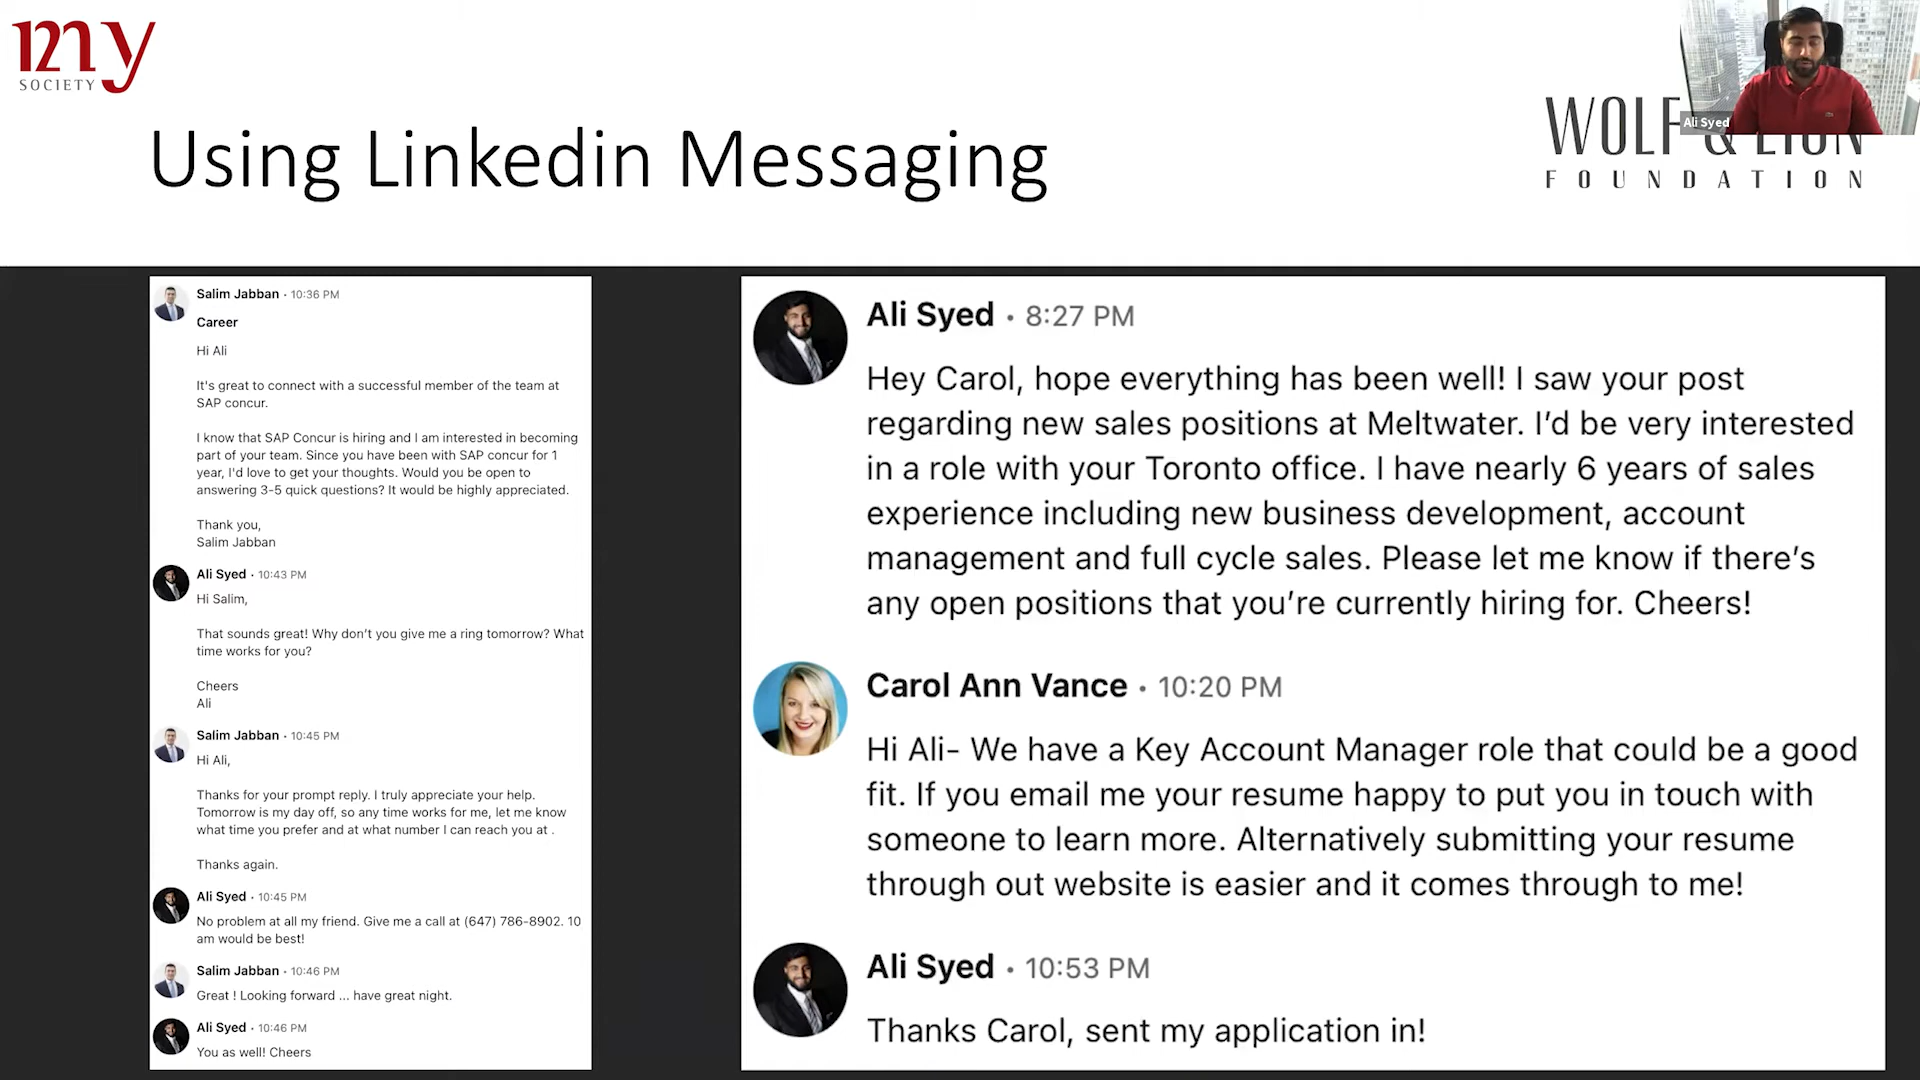 my
SOCIETY
Using Linkedin Messaging
Ali Syed
WOLF & LION
FOUNDATION
Salim Jabban • 10:36 PM
Career
Hi Ali
It's great to connect with a successful member of the team at
SAP concur.
I know that SAP Concur is hiring and I am interested in becoming
part of your team. Since you have been with SAP concur for 1
year, I'd love to get your thoughts. Would you be open to
answering 3-5 quick questions? It would be highly appreciated.
Thank you,
Salim Jabban
Ali Syed • 10:43 PM
Hi Salim,
That sounds great! Why don't you give me a ring tomorrow? What
time works for you?
Cheers
Ali
Salim Jabban • 10:45 PM
Hi Ali,
Thanks for your prompt reply. I truly appreciate your help.
Tomorrow is my day off, so any time works for me, let me know
what time you prefer and at what number I can reach you at .
Thanks again.
Ali Syed • 10:45 PM
No problem at all my friend. Give me a call at (647) 786-8902. 10
am would be best!
Salim Jabban • 10:46 PM
Great ! Looking forward ... have great night.
Ali Syed • 10:46 PM
You as well! Cheers
Ali Syed • 8:27 PM
Hey Carol, hope everything has been well! I saw your post
regarding new sales positions at Meltwater. I'd be very interested
in a role with your Toronto office. I have nearly 6 years of sales
experience including new business development, account
management and full cycle sales. Please let me know if there's
any open positions that you're currently hiring for. Cheers!
Carol Ann Vance • 10:20 PM
Hi Ali- We have a Key Account Manager role that could be a good
fit. If you email me your resume happy to put you in touch with
someone to learn more. Alternatively submitting your resume
through out website is easier and it comes through to me!
Ali Syed • 10:53 PM
Thanks Carol, sent my application in!